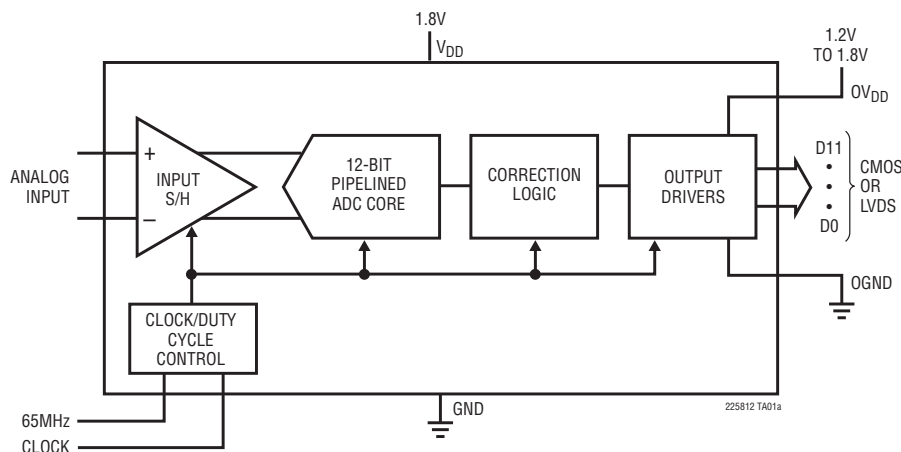 1.8V
VDD
1.2V
TO 1.8V
OVDD
ANALOG
INPUT
+
–
INPUT
S/H
12-BIT
PIPELINED
ADC CORE
CORRECTION
LOGIC
OUTPUT
DRIVERS
D11
•
•
•
D0
CMOS
OR
LVDS
OGND
CLOCK/DUTY
CYCLE
CONTROL
GND
225812 TA01a
65MHz
CLOCK